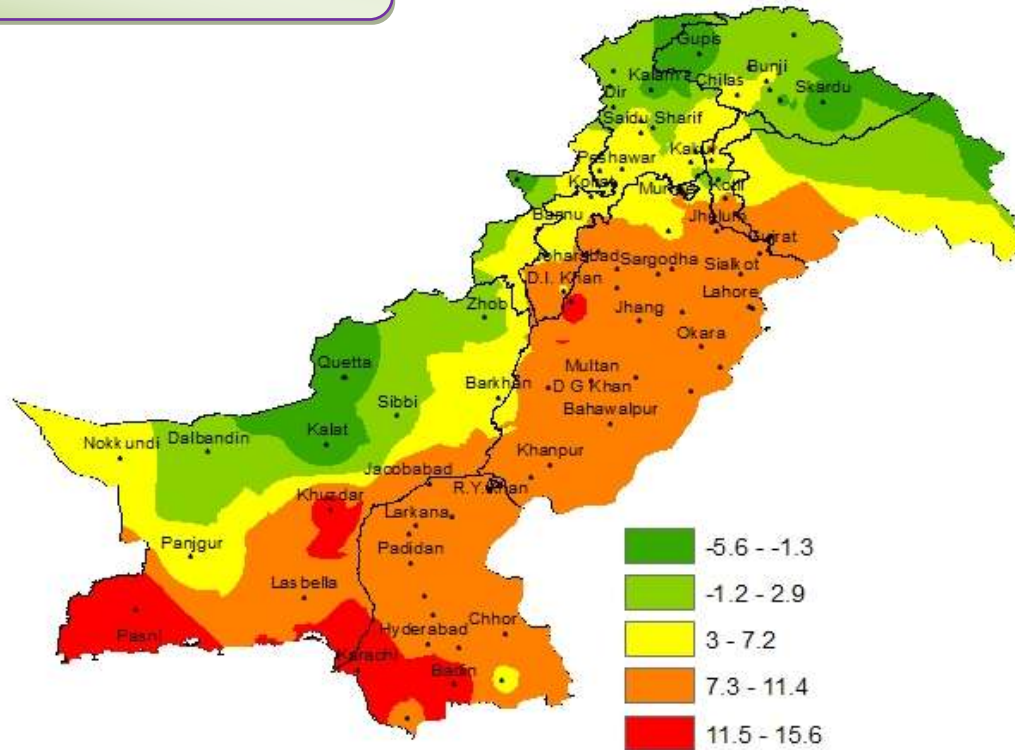 Gupis
Bunji
Kalam
Chilas
Skardu
Dir
Saidu Sharif
Peshawar
Kakul
Kohat
Murree
Kotli
Bannu
Jhelum
Gujrat
Joharabad
Sargodha
Sialkot
D.I. Khan
Lahore
Zhob
Jhang
Okara
Quetta
Multan
Barkhan
D G Khan
Sibbi
Bahawalpur
Kalat
Nokkundi
Dalbandin
Khanpur
Jacobabad
R.Y.Khan
Khuzdar
Larkana
Panjgur
Padidan
Lasbella
Chhor
Pasni
Hyderabad
Karachi
Badin
-5.6 - -1.3
-1.2 - 2.9
3 - 7.2
7.3 - 11.4
11.5 - 15.6